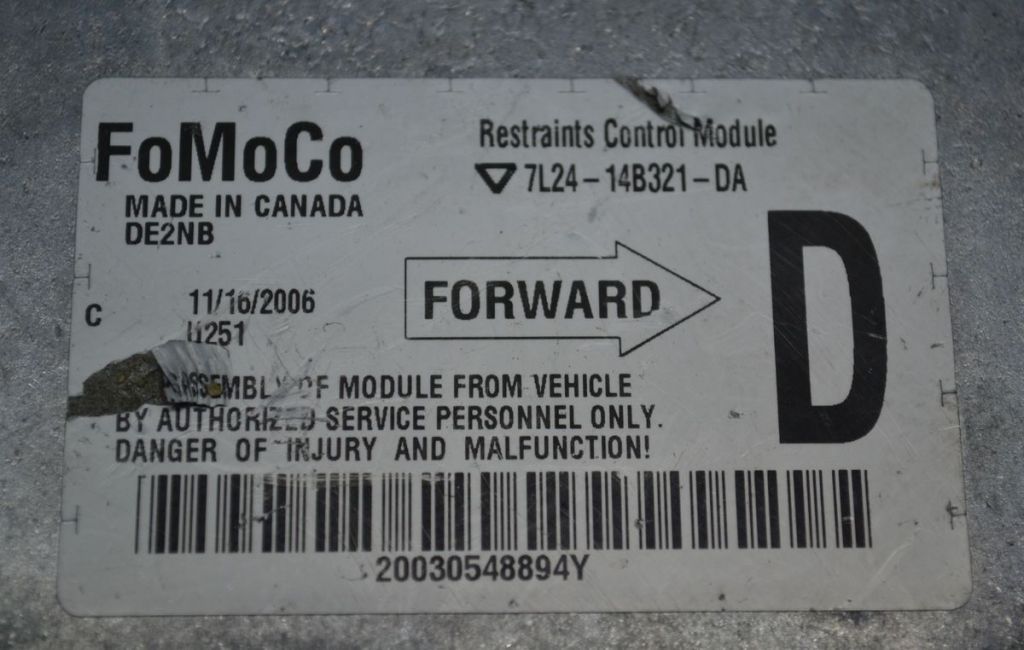 FoMoCo
MADE IN CANADA
DE2NB
Restraints Control Module
7L24-14B321-DA
D
FORWARD
C
11/16/2006
U251
OF MODULE FROM VEHICLE
BY AUTHORIZED SERVICE PERSONNEL ONLY.
DANGER OF INJURY AND MALFUNCTION!
20030548894Y